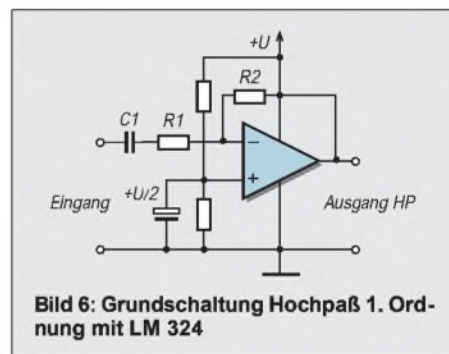 +U
R2
C1
R1
−
+
+U/2
Eingang
Ausgang HP
Bild 6: Grundschaltung Hochpaß 1. Ord-
nung mit LM 324